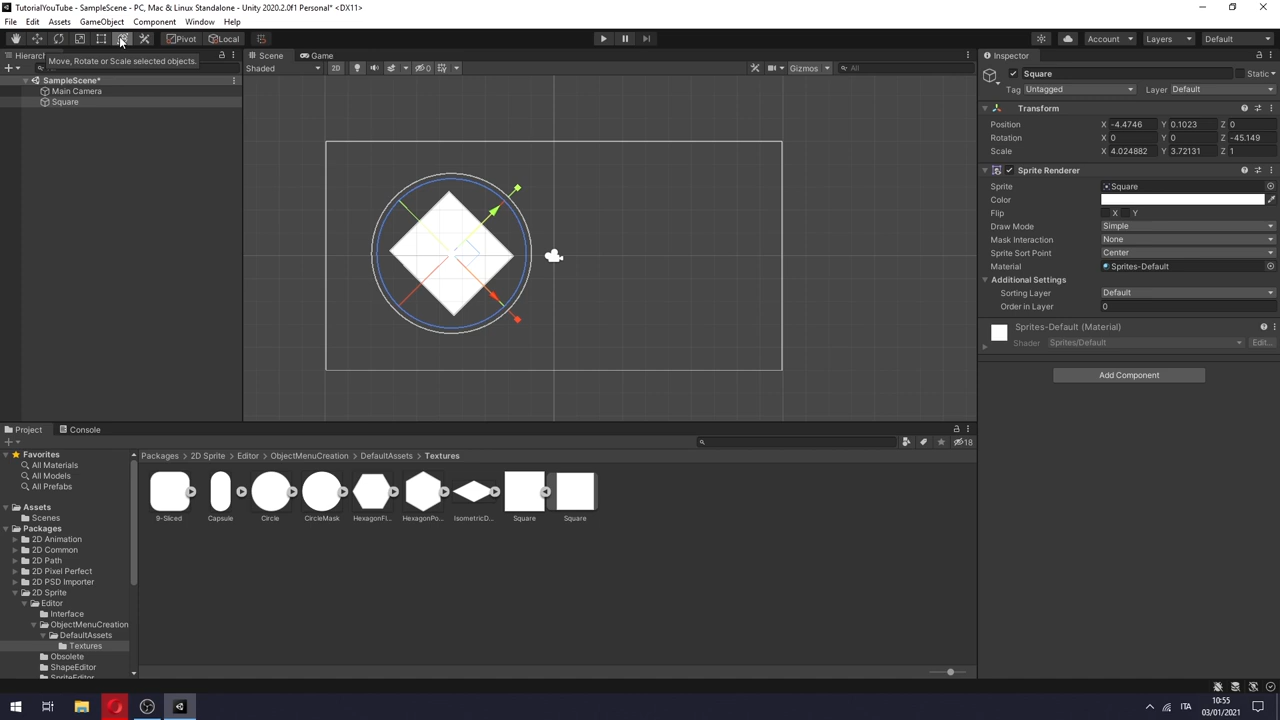 TutorialYouTube - SampleScene - PC, Mac & Linux Standalone - Unity 2020.2.0f1 Personal* <DX11>
File Edit Assets GameObject Component Window Help
Pivot Local Account Layers Default
Hierarc Scene Game Inspector
Move, Rotate or Scale selected objects.
Shaded 2D 0 Gizmos All
SampleScene*
Main Camera
Square
Square Static
Tag Untagged Layer Default
Transform
Position X -4.4746 Y 0.1023 Z 0
Rotation X 0 Y 0 Z -45.149
Scale X 4.024882 Y 3.72131 Z 1
Sprite Renderer
Sprite Square
Color
Flip X Y
Draw Mode Simple
Mask Interaction None
Sprite Sort Point Center
Material Sprites-Default
Additional Settings
Sorting Layer Default
Order in Layer 0
Sprites-Default (Material)
Shader Sprites/Default Edit...
Add Component
Project Console
18
Favorites
All Materials
All Models
All Prefabs
Assets
Scenes
Packages
2D Animation
2D Common
2D Path
2D Pixel Perfect
2D PSD Importer
2D Sprite
Editor
Interface
ObjectMenuCreation
DefaultAssets
Textures
Obsolete
ShapeEditor
SpriteEditor
Packages > 2D Sprite > Editor > ObjectMenuCreation > DefaultAssets > Textures
9-Sliced Capsule Circle CircleMask HexagonFl... HexagonPo... IsometricD... Square Square
ITA
10:55
03/01/2021